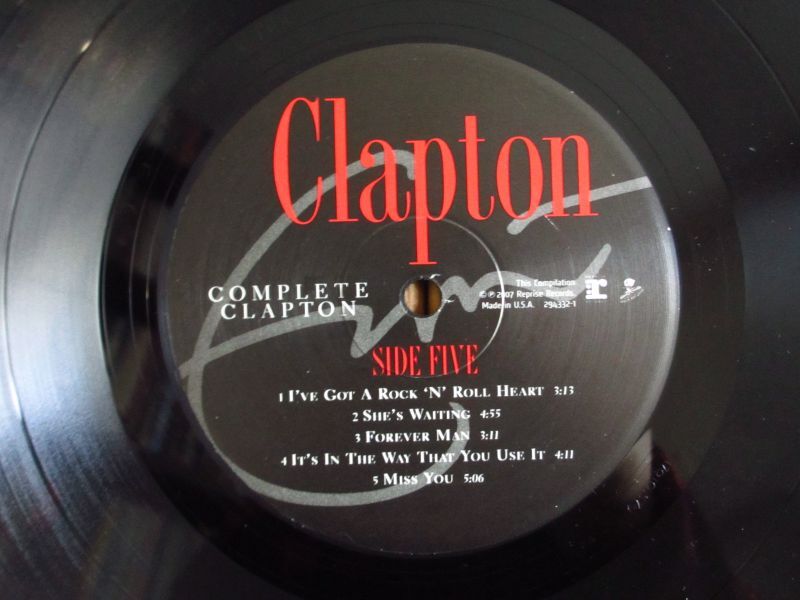 Clapton
COMPLETE
CLAPTON
This Compilation
© ℗ 2007 Reprise Records.
Made in U.S.A. 294332-1
SIDE FIVE
1 I'VE GOT A ROCK 'N' ROLL HEART 3:13
2 SHE'S WAITING 4:55
3 FOREVER MAN 3:11
4 IT'S IN THE WAY THAT YOU USE IT 4:11
5 MISS YOU 5:06